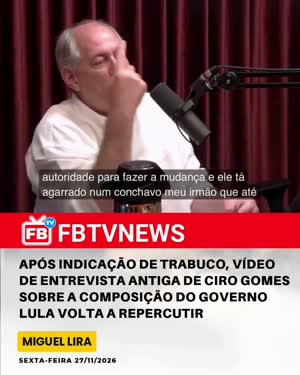 autoridade para fazer a mudança e ele tá
agarrado num conchavo meu irmão que até
FB TV
FBTVNEWS
APÓS INDICAÇÃO DE TRABUCO, VÍDEO
DE ENTREVISTA ANTIGA DE CIRO GOMES
SOBRE A COMPOSIÇÃO DO GOVERNO
LULA VOLTA A REPERCUTIR
MIGUEL LIRA
SEXTA-FEIRA 27/11/2026